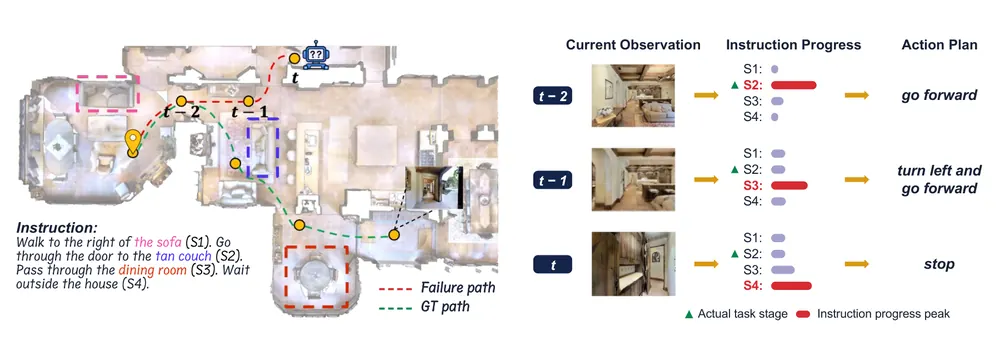 ??
t
t − 2
t − 1
Instruction:
Walk to the right of the sofa (S1). Go
through the door to the tan couch (S2).
Pass through the dining room (S3). Wait
outside the house (S4).
Failure path
GT path
Current Observation
Instruction Progress
Action Plan
t − 2
S1:
S2:
S3:
S4:
go forward
t − 1
S1:
S2:
S3:
S4:
turn left and
go forward
t
S1:
S2:
S3:
S4:
stop
Actual task stage
Instruction progress peak